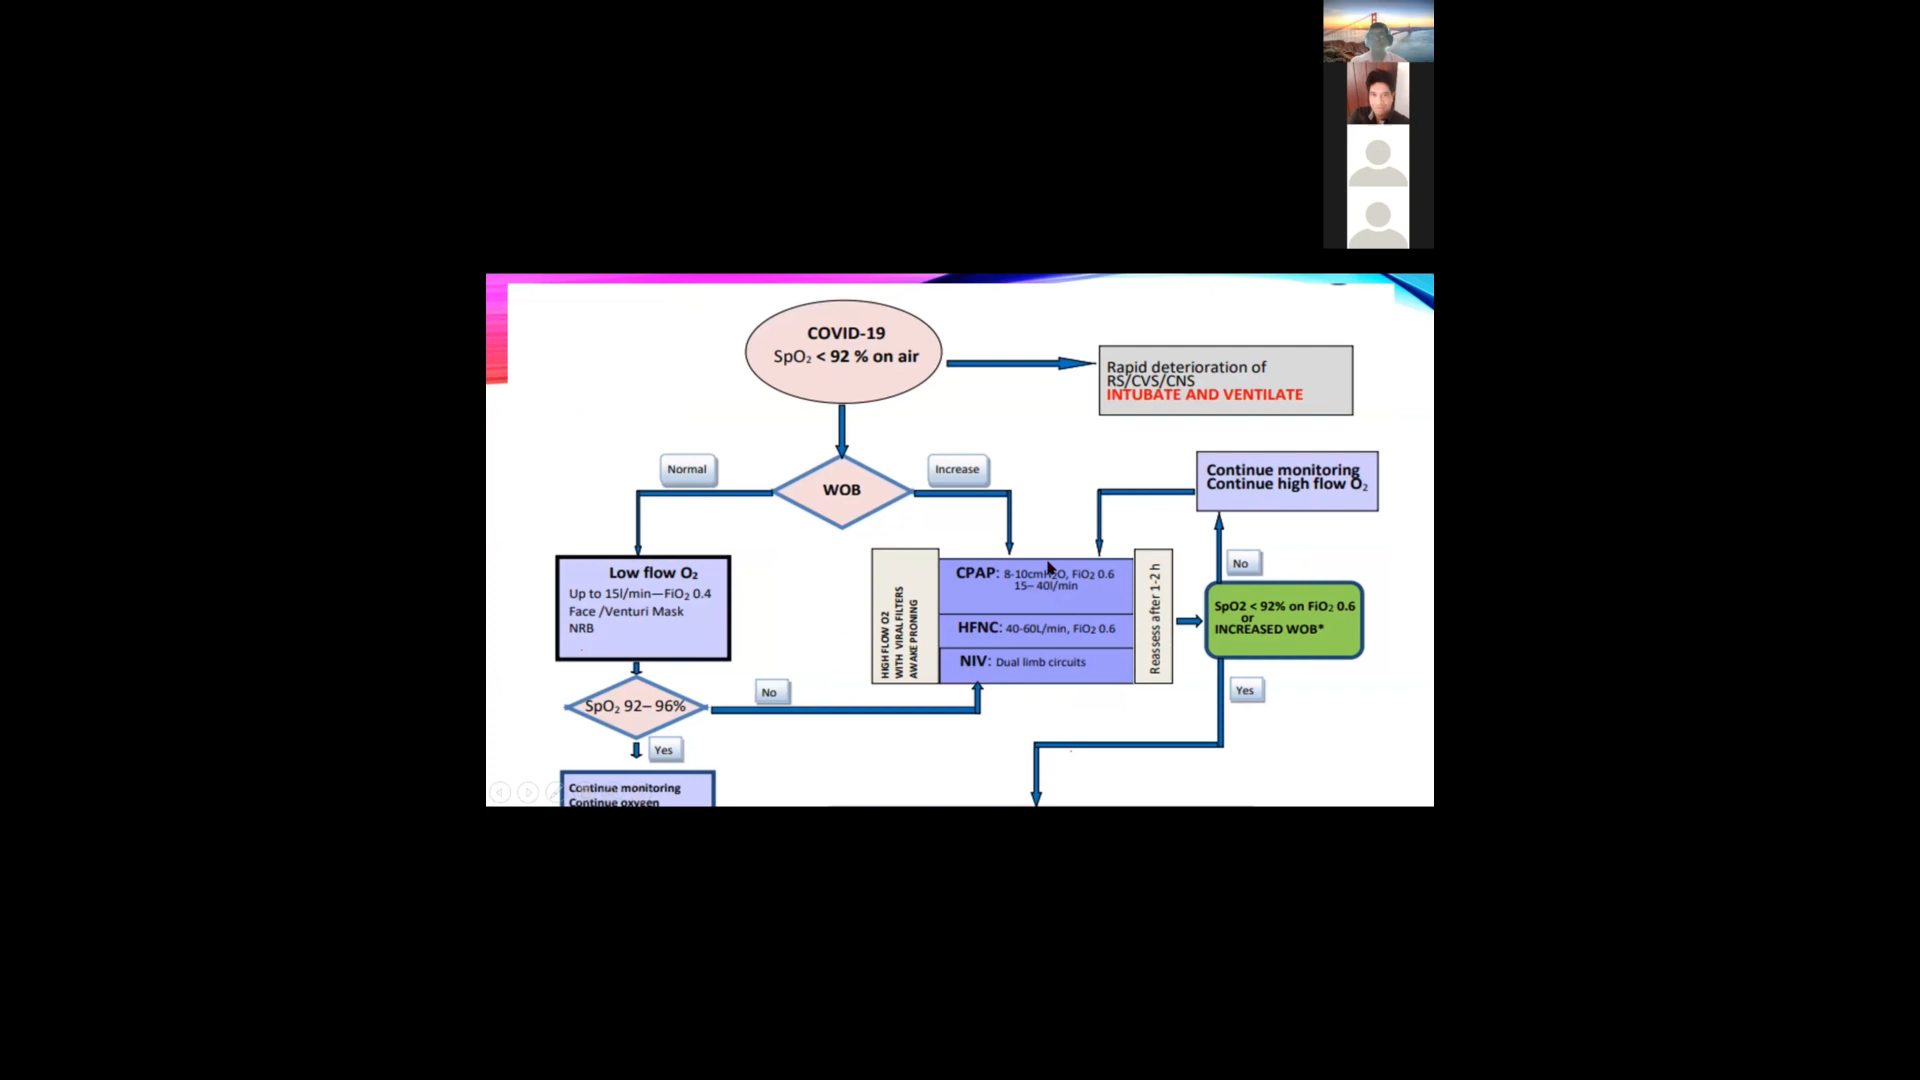 COVID-19
SpO₂ < 92 % on air
Rapid deterioration of
RS/CVS/CNS
INTUBATE AND VENTILATE
Normal
WOB
Increase
Continue monitoring
Continue high flow O₂
Low flow O₂
Up to 15l/min—FiO₂ 0.4
Face /Venturi Mask
NRB
HIGH FLOW O2
WITH VIRAL FILTERS
AWAKE PRONING
CPAP: 8-10cmH₂O, FiO₂ 0.6
15– 40l/min
HFNC: 40-60L/min, FiO₂ 0.6
NIV: Dual limb circuits
Reassess after 1-2 h
No
SpO2 < 92% on FiO₂ 0.6
or
INCREASED WOB*
Yes
SpO₂ 92– 96%
No
Yes
Continue monitoring
Continue oxygen